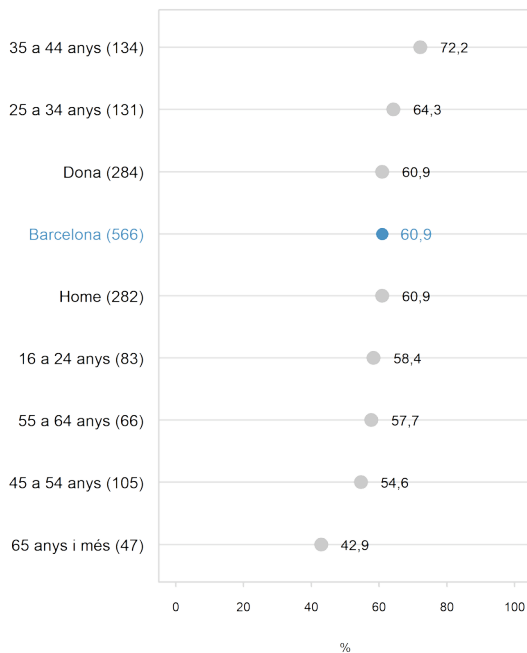 35 a 44 anys (134) 72,2
25 a 34 anys (131) 64,3
Dona (284) 60,9
Barcelona (566) 60,9
Home (282) 60,9
16 a 24 anys (83) 58,4
55 a 64 anys (66) 57,7
45 a 54 anys (105) 54,6
65 anys i més (47) 42,9
0 20 40 60 80 100
%